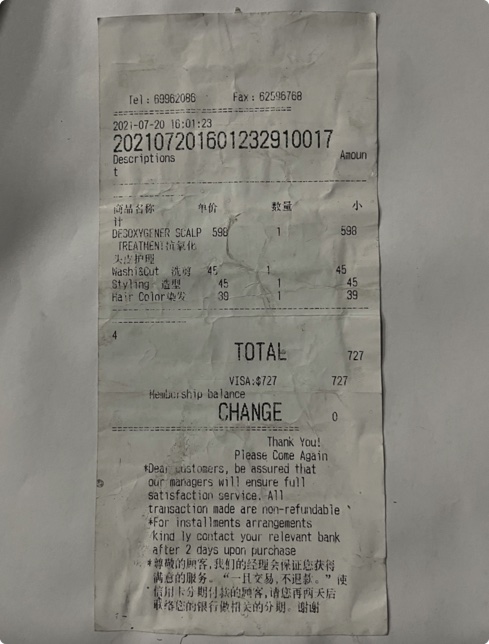 Tel: 69962086 Fax: 62596768
2021-07-20 16:01:23
2021072016012329​10017
Descriptions Amoun
t
商品名称 单价 数量 小
计
DESOXYGENER SCALP 598 1 598
TREATMENT抗氧化
头皮护理
Wash&Cut 洗剪 45 1 45
Styling 造型 45 1 45
Hair Color染发 39 1 39
4
TOTAL 727
VISA:$727 727
Membership balance
CHANGE 0
Thank You!
Please Come Again
*Dear customers, be assured that
our managers will ensure full
satisfaction service. All
transaction made are non-refundable
*For installments arrangements
kindly contact your relevant bank
after 2 days upon purchase
*尊敬的顾客,我们的经理会保证您获得
满意的服务。“一旦交易,不退款。”使
信用卡分期付款的顾客,请您再两天后
联络您的银行做相关的分期。谢谢